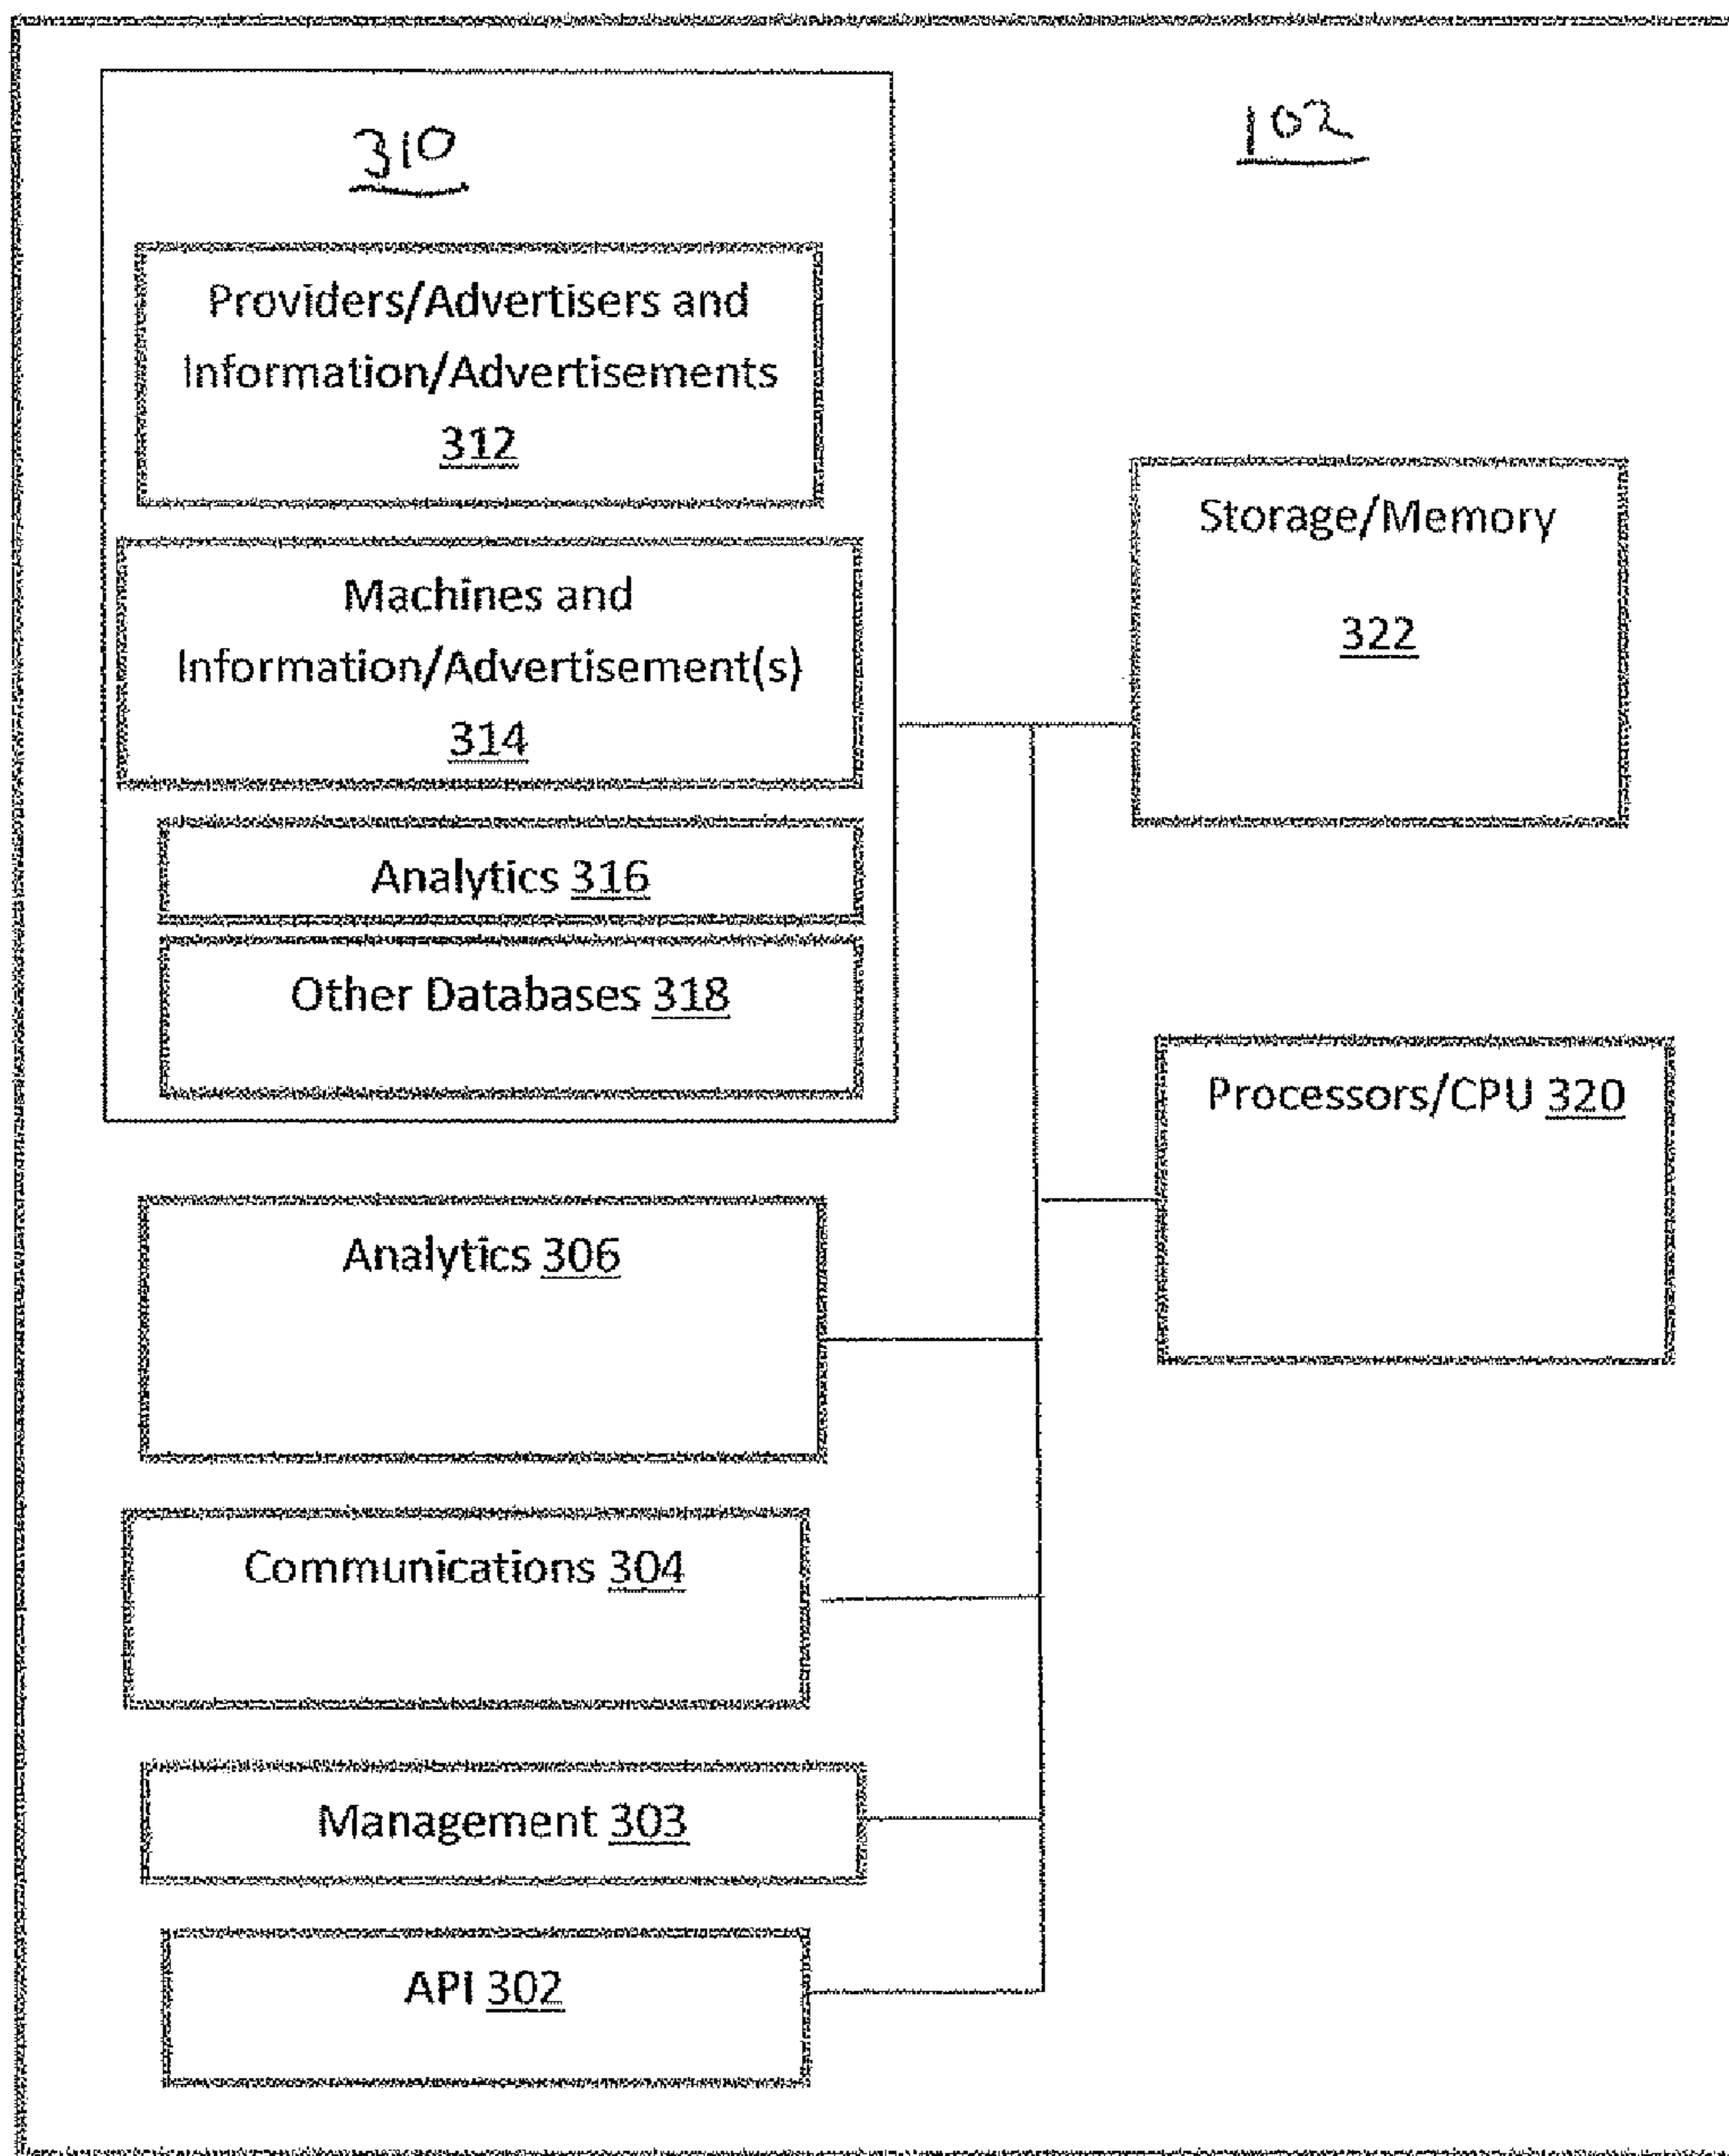 310
102
Providers/Advertisers and
Information/Advertisements
312
Machines and
Information/Advertisement(s)
314
Analytics 316
Other Databases 318
Storage/Memory
322
Processors/CPU 320
Analytics 306
Communications 304
Management 303
API 302